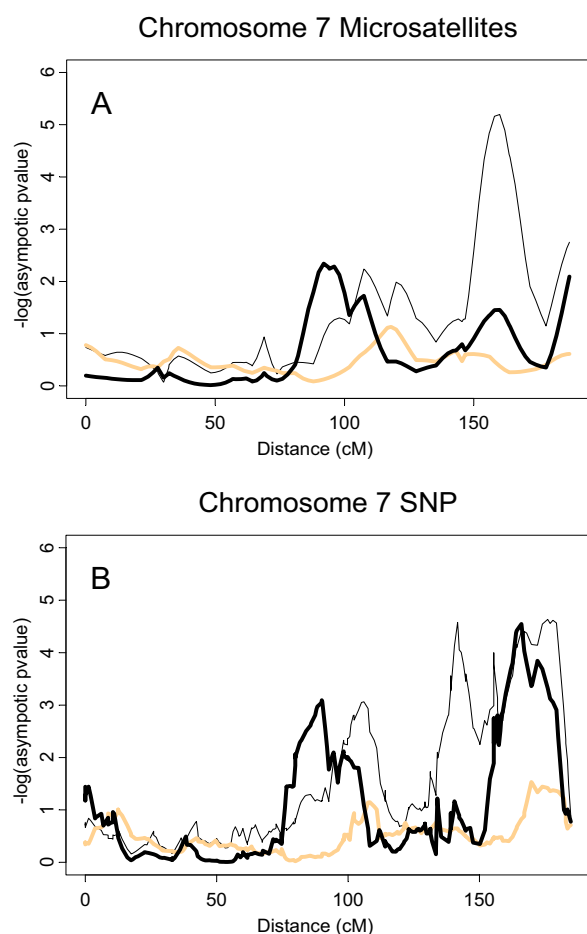 Chromosome 7 Microsatellites
A
-log(asympotic pvalue)
6
5
4
3
2
1
0
0 50 100 150
Distance (cM)
Chromosome 7 SNP
B
-log(asymptotic pvalue)
6
5
4
3
2
1
0
0 50 100 150
Distance (cM)